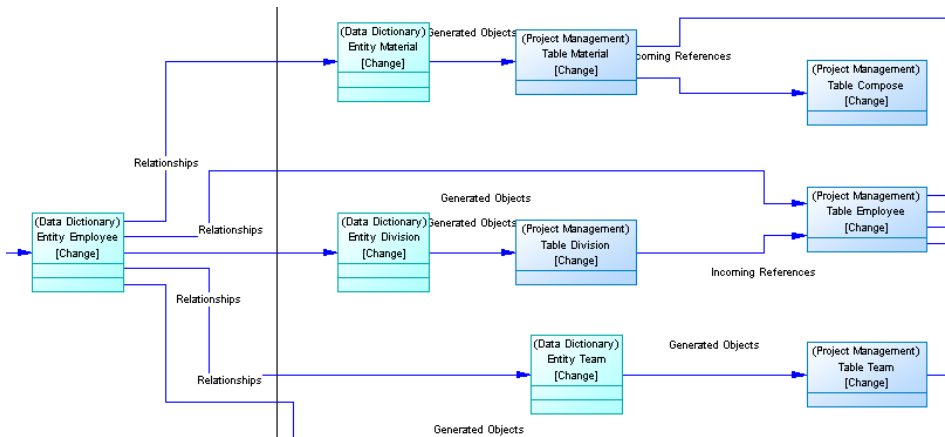 (Data Dictionary)
Entity Material
[Change]
Generated Objects
(Project Management)
Table Material
[Change]
Incoming References
(Project Management)
Table Compose
[Change]
Relationships
(Data Dictionary)
Entity Employee
[Change]
Relationships
Generated Objects
(Data Dictionary)
Entity Division
[Change]
Generated Objects
(Project Management)
Table Division
[Change]
(Project Management)
Table Employee
[Change]
Incoming References
Relationships
(Data Dictionary)
Entity Team
[Change]
Generated Objects
(Project Management)
Table Team
[Change]
Relationships
Generated Objects